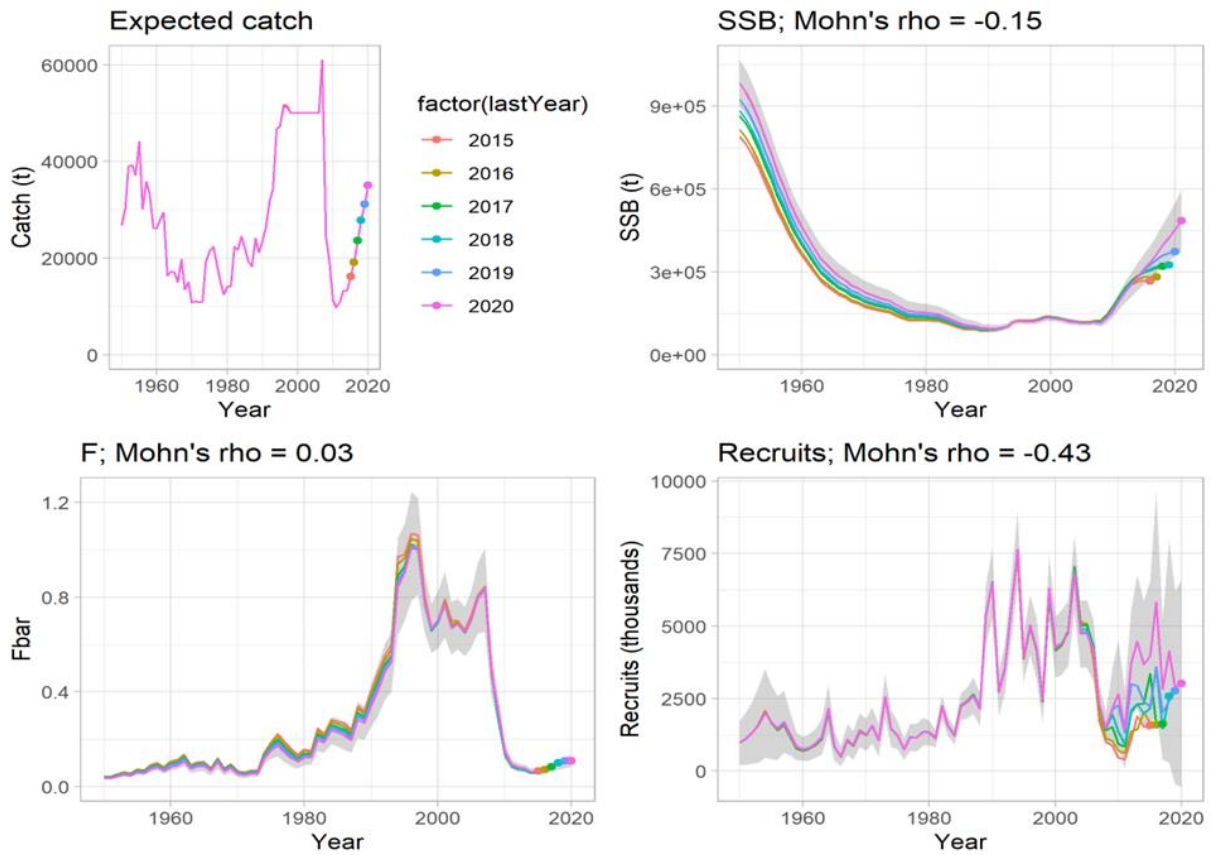 Expected catch
60000
40000
20000
0
Catch (t)
1960
1980
2000
2020
Year
factor(lastYear)
2015
2016
2017
2018
2019
2020
SSB; Mohn's rho = -0.15
9e+05
6e+05
3e+05
0e+00
SSB (t)
1960
1980
2000
2020
Year
F; Mohn's rho = 0.03
1.2
0.8
0.4
0.0
Fbar
1960
1980
2000
2020
Year
Recruits; Mohn's rho = -0.43
10000
7500
5000
2500
0
Recruits (thousands)
1960
1980
2000
2020
Year